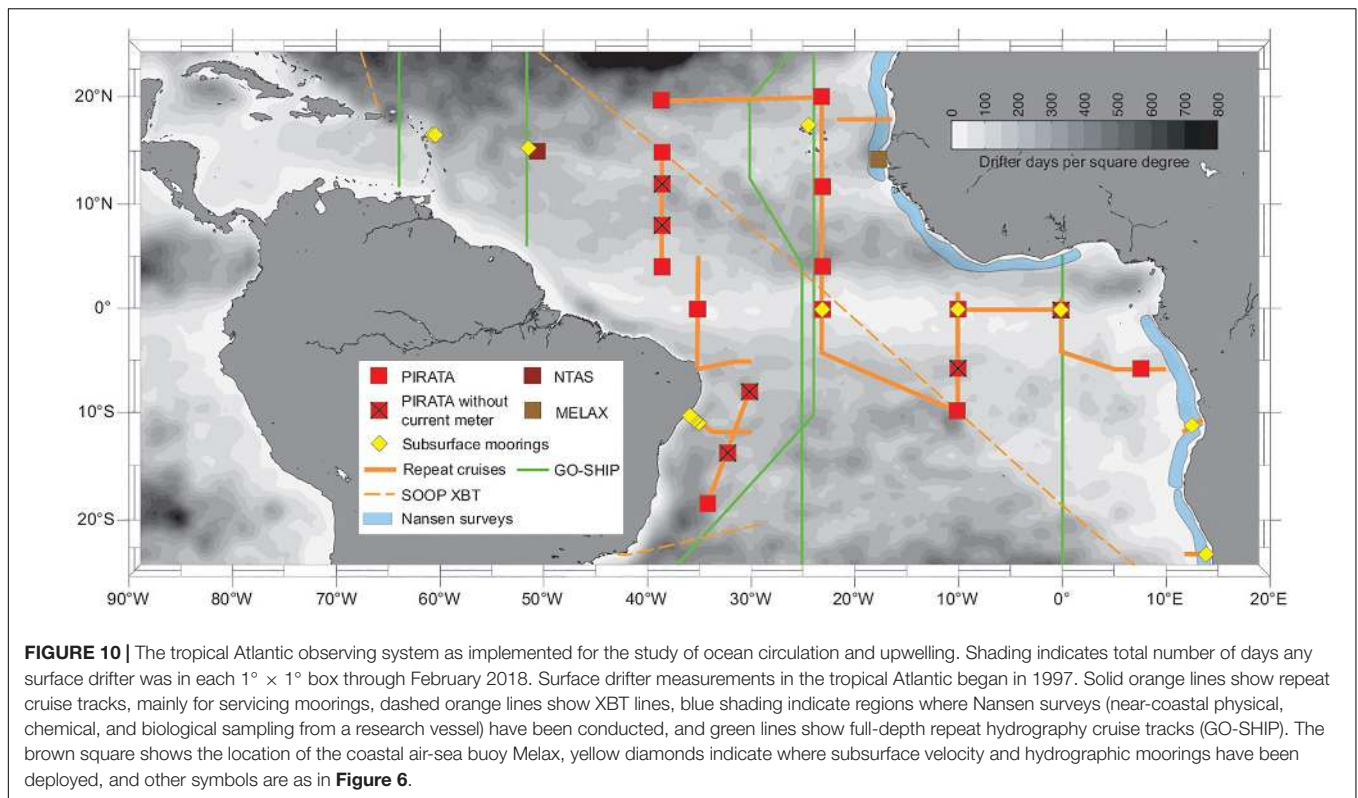 20°N
10°N
0°
10°S
20°S
0
100
200
300
400
500
600
700
800
Drifter days per square degree
PIRATA
NTAS
PIRATA without
current meter
MELAX
Subsurface moorings
Repeat cruises
GO-SHIP
SOOP XBT
Nansen surveys
90°W
80°W
70°W
60°W
50°W
40°W
30°W
20°W
10°W
0°
10°E
20°E
FIGURE 10 | The tropical Atlantic observing system as implemented for the study of ocean circulation and upwelling. Shading indicates total number of days any
surface drifter was in each 1° × 1° box through February 2018. Surface drifter measurements in the tropical Atlantic began in 1997. Solid orange lines show repeat
cruise tracks, mainly for servicing moorings, dashed orange lines show XBT lines, blue shading indicate regions where Nansen surveys (near-coastal physical,
chemical, and biological sampling from a research vessel) have been conducted, and green lines show full-depth repeat hydrography cruise tracks (GO-SHIP). The
brown square shows the location of the coastal air-sea buoy Melax, yellow diamonds indicate where subsurface velocity and hydrographic moorings have been
deployed, and other symbols are as in Figure 6.